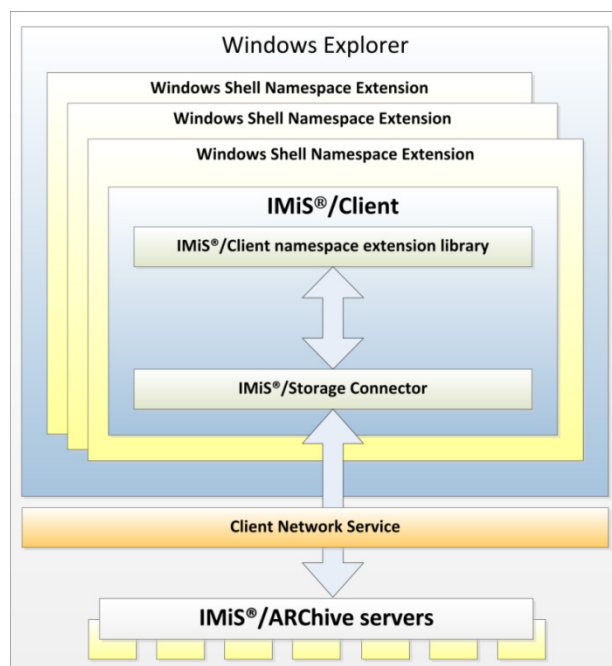 Windows Explorer
Windows Shell Namespace Extension
Windows Shell Namespace Extension
Windows Shell Namespace Extension
IMiS®/Client
IMiS®/Client namespace extension library
IMiS®/Storage Connector
Client Network Service
IMiS®/ARChive servers